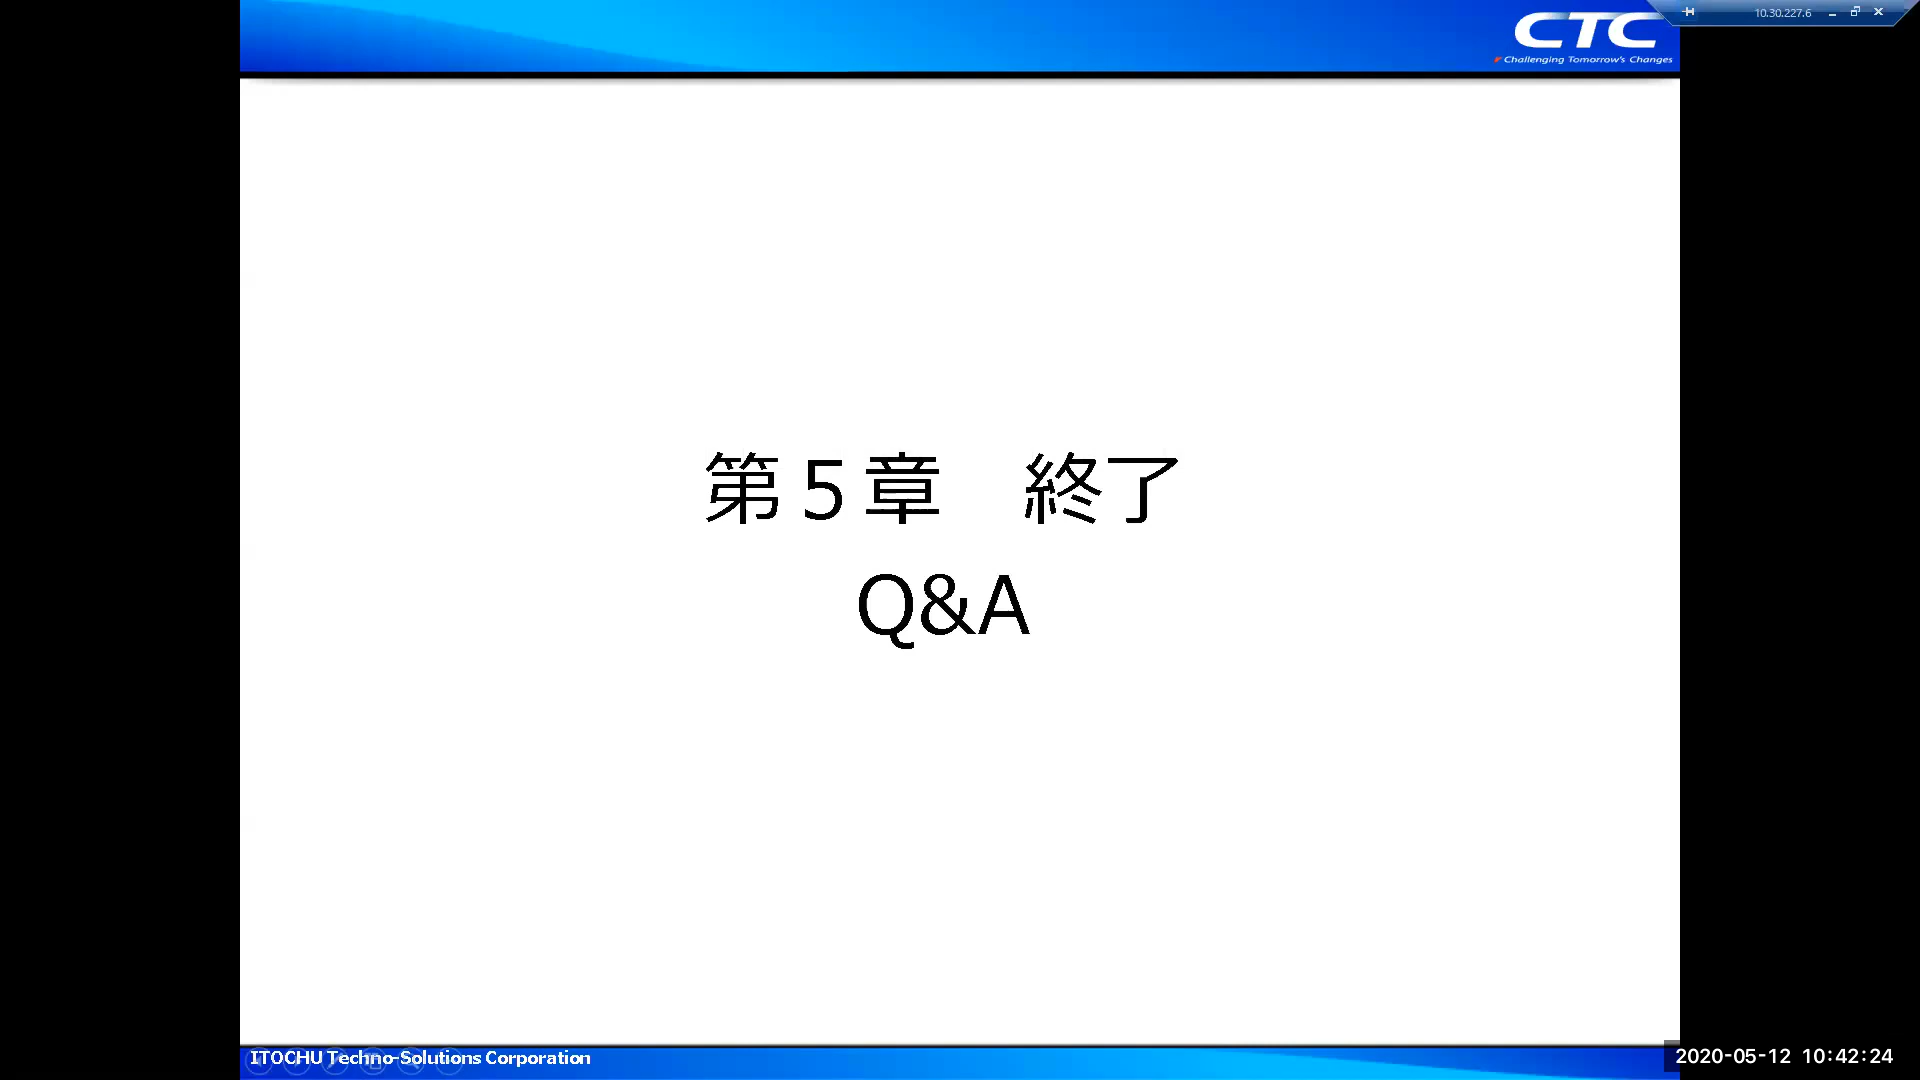 CTC
Challenging Tomorrow's Changes
10.30.227.6
第5章　終了
Q&A
ITOCHU Techno-Solutions Corporation
2020-05-12 10:42:24